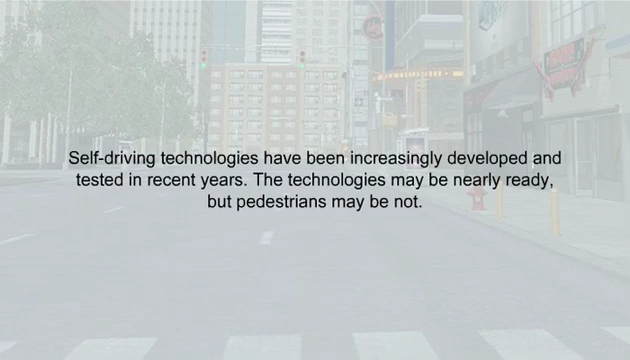 Self-driving technologies have been increasingly developed and
tested in recent years. The technologies may be nearly ready,
but pedestrians may be not.